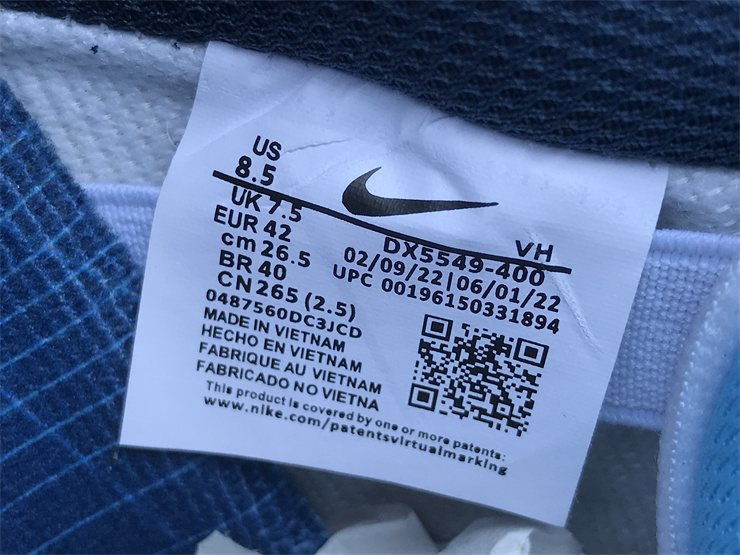 US
8.5
UK 7.5
EUR 42
cm 26.5
BR 40
CN 265 (2.5)
VH
DX5549-400
02/09/22|06/01/22
UPC 00196150331894
0487560DC3JCD
MADE IN VIETNAM
HECHO EN VIETNAM
FABRIQUE AU VIETNAM
FABRICADO NO VIETNA
This product is covered by one or more patents:
www.nike.com/patentsvirtualmarking